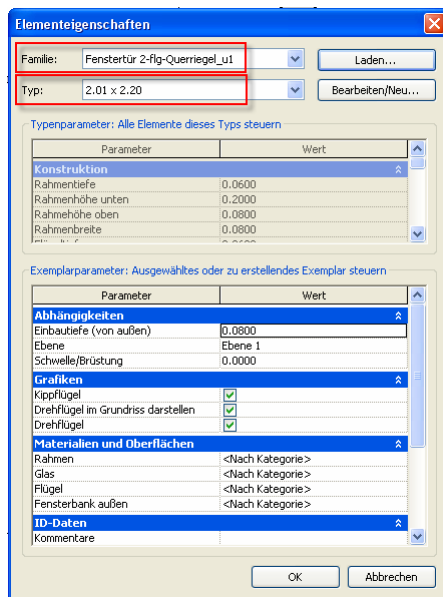 Elementeigenschaften
Familie: Fenstertür 2-flg-Querriegel_u1 Laden...
Typ: 2.01 x 2.20 Bearbeiten/Neu...
Typenparameter: Alle Elemente dieses Typs steuern
Parameter Wert
Konstruktion
Rahmentiefe 0.0600
Rahmenhöhe unten 0.2000
Rahmehöhe oben 0.0800
Rahmenbreite 0.0800
Exemplarparameter: Ausgewähltes oder zu erstellendes Exemplar steuern
Parameter Wert
Abhängigkeiten
Einbautiefe (von außen) 0.0800
Ebene Ebene 1
Schwelle/Brüstung 0.0000
Grafiken
Kippflügel
Drehflügel im Grundriss darstellen
Drehflügel
Materialien und Oberflächen
Rahmen <Nach Kategorie>
Glas <Nach Kategorie>
Flügel <Nach Kategorie>
Fensterbank außen <Nach Kategorie>
ID-Daten
Kommentare
OK Abbrechen